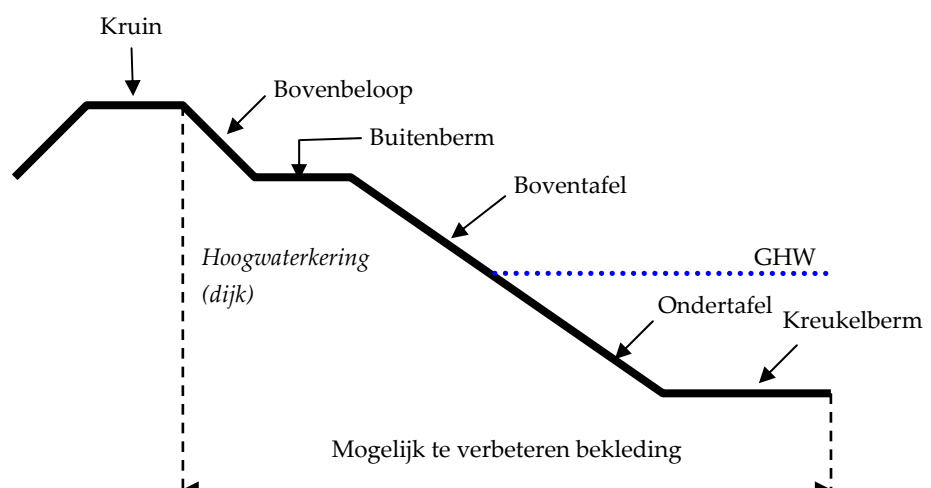 Kruin
Bovenbeloop
Buitenberm
Boventafel
Hoogwaterkering
(dijk)
GHW
Ondertafel
Kreukelberm
Mogelijk te verbeteren bekleding